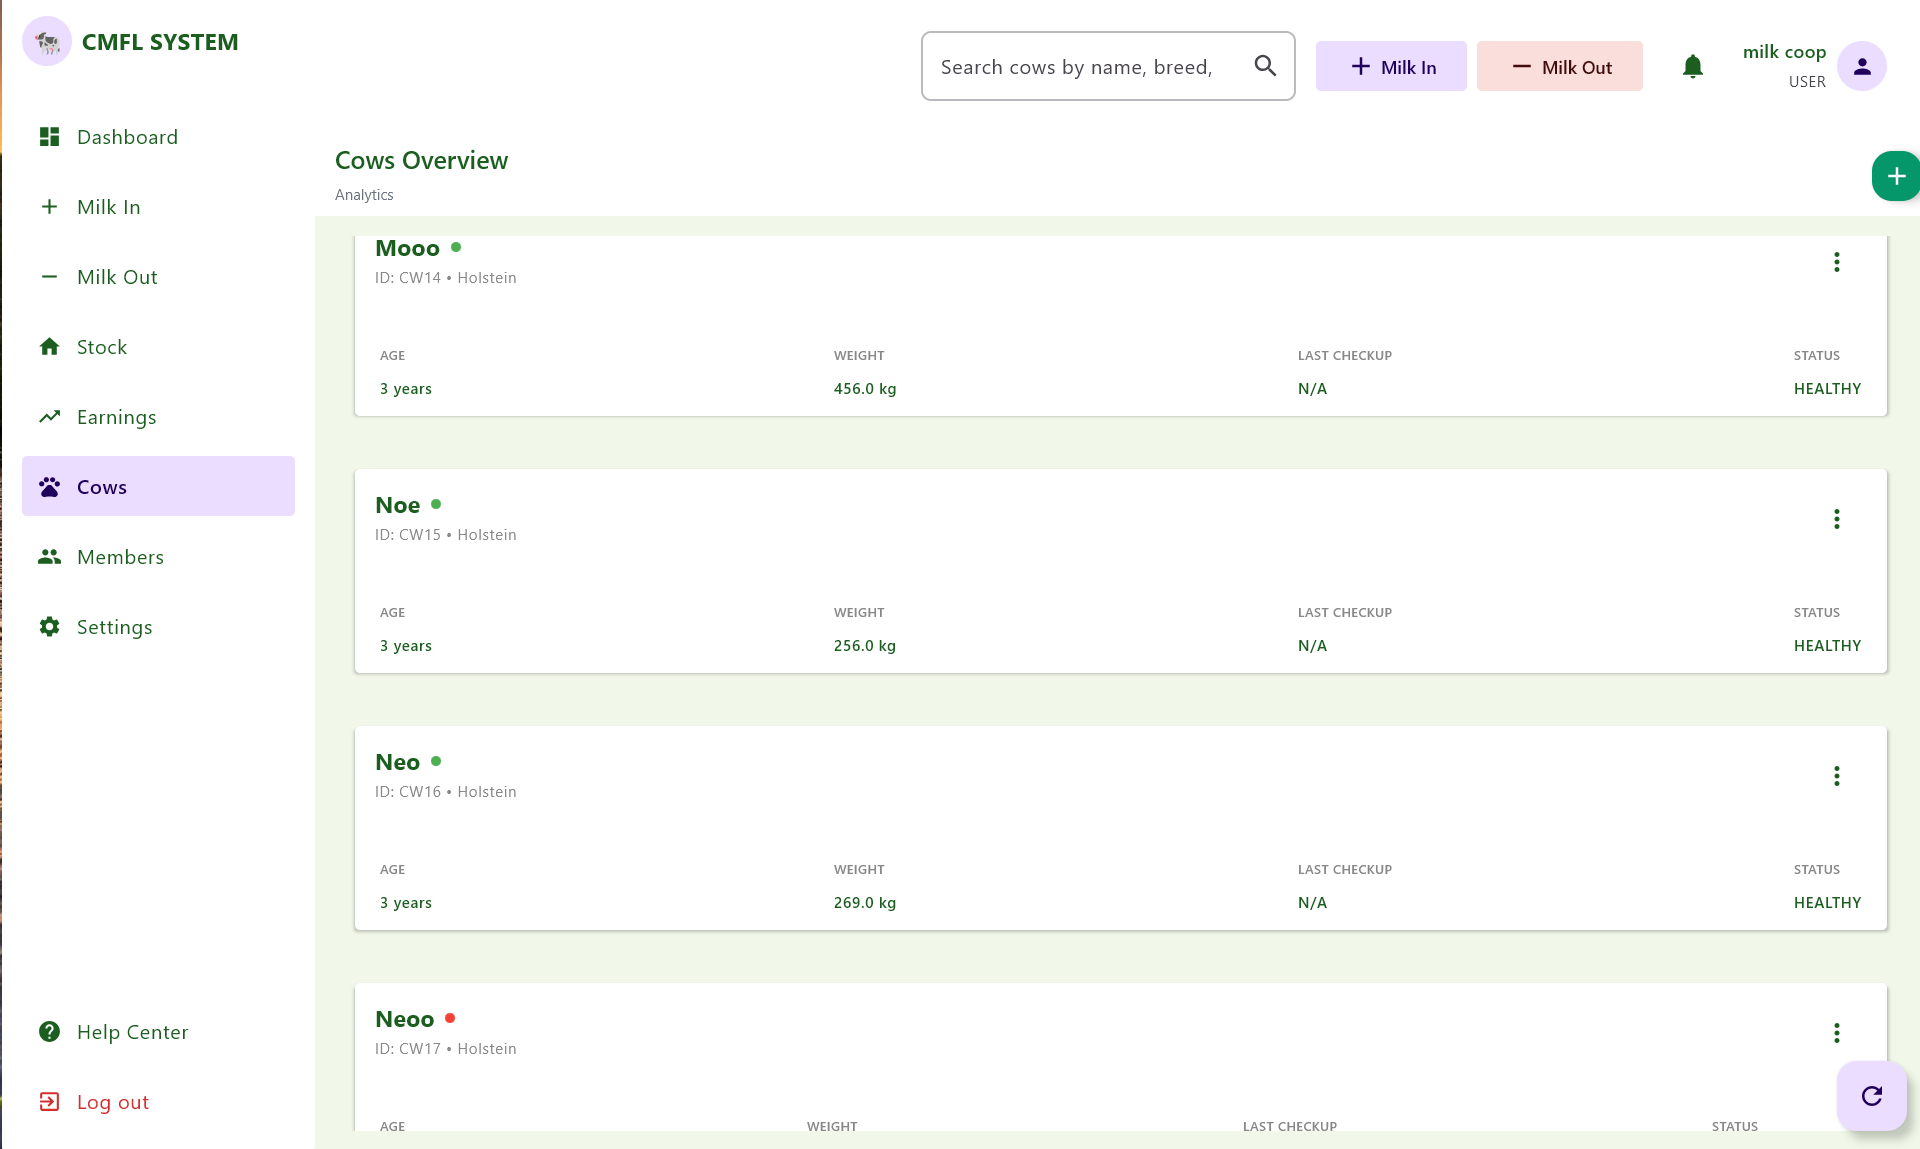 CMFL SYSTEM
Search cows by name, breed,
Milk In
Milk Out
milk coop
USER
Dashboard
Milk In
Milk Out
Stock
Earnings
Cows
Members
Settings
Help Center
Log out
Cows Overview
Analytics
Mooo
ID: CW14 • Holstein
AGE WEIGHT LAST CHECKUP STATUS
3 years 456.0 kg N/A HEALTHY
Noe
ID: CW15 • Holstein
AGE WEIGHT LAST CHECKUP STATUS
3 years 256.0 kg N/A HEALTHY
Neo
ID: CW16 • Holstein
AGE WEIGHT LAST CHECKUP STATUS
3 years 269.0 kg N/A HEALTHY
Neoo
ID: CW17 • Holstein
AGE WEIGHT LAST CHECKUP STATUS